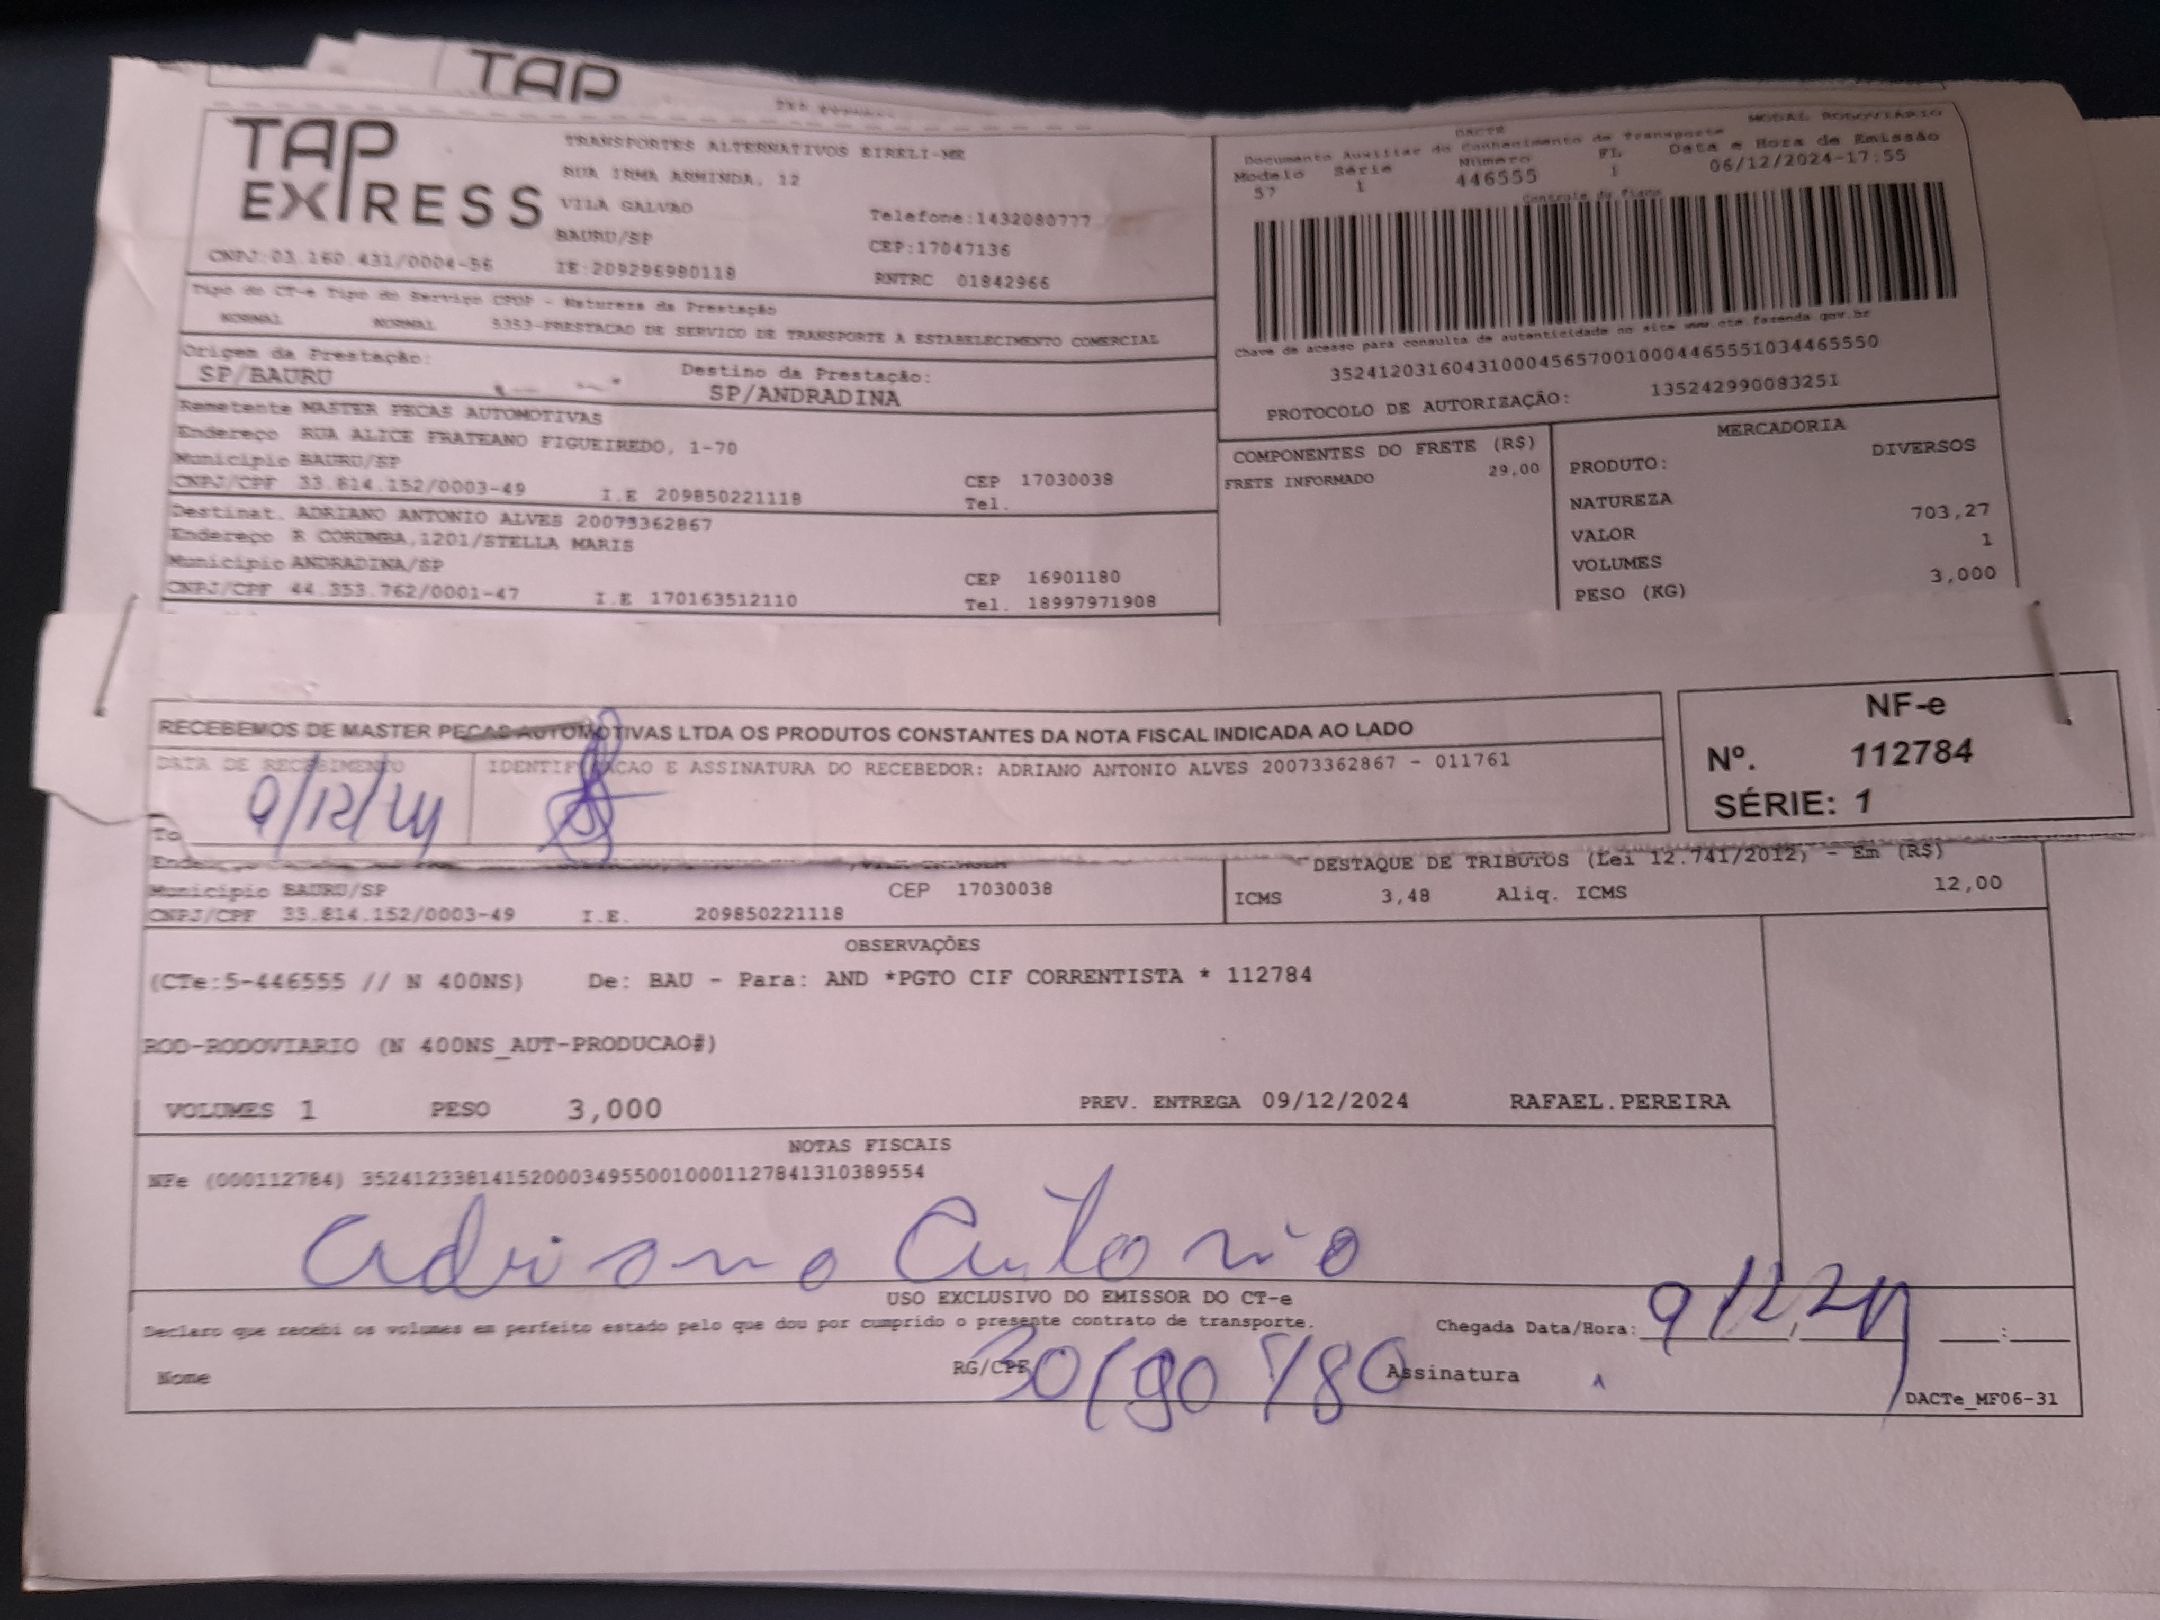 TAP
TAP
EXPRESS
TRANSPORTES ALTERNATIVOS EIRELI-ME
RUA IRMA ARMINDA, 12
VILA GALVAO
BAURU/SP
Telefone:1432080777
CEP:17047136
CNPJ:03.160.431/0004-56 IE:209296980118 RNTRC 01842966
MODAL RODOVIÁRIO
DACTE
Documento Auxiliar do Conhecimento de Transporte
Modelo Série Número FL Data e Hora de Emissão
57 1 446555 1 06/12/2024-17:55
Controle do Fisco
Chave de acesso para consulta de autenticidade no site www.cte.fazenda.gov.br
35241203160431000456570010004465551034465550
PROTOCOLO DE AUTORIZAÇÃO: 135242990083251
Tipo do CT-e Tipo do Serviço CFOP - Natureza da Prestação
NORMAL NORMAL 5353-PRESTACAO DE SERVICO DE TRANSPORTE A ESTABELECIMENTO COMERCIAL
Origem da Prestação: Destino da Prestação:
SP/BAURU SP/ANDRADINA
Remetente MASTER PECAS AUTOMOTIVAS
Endereço RUA ALICE FRATEANO FIGUEIREDO, 1-70
Município BAURU/SP CEP 17030038
CNPJ/CPF 33.814.152/0003-49 I.E 209850221118 Tel.
Destinat. ADRIANO ANTONIO ALVES 20073362867
Endereço R CORUMBA,1201/STELLA MARIS
Município ANDRADINA/SP CEP 16901180
CNPJ/CPF 44.353.762/0001-47 I.E 170163512110 Tel. 18997971908
COMPONENTES DO FRETE (R$)
FRETE INFORMADO 29,00
MERCADORIA
PRODUTO: DIVERSOS
NATUREZA
VALOR 703,27
VOLUMES 1
PESO (KG) 3,000
RECEBEMOS DE MASTER PECAS AUTOMOTIVAS LTDA OS PRODUTOS CONSTANTES DA NOTA FISCAL INDICADA AO LADO
DATA DE RECEBIMENTO IDENTIFICACAO E ASSINATURA DO RECEBEDOR: ADRIANO ANTONIO ALVES 20073362867 - 011761
9/12/24
NF-e
Nº. 112784
SÉRIE: 1
To
Município BAURU/SP CEP 17030038
CNPJ/CPF 33.814.152/0003-49 I.E. 209850221118
DESTAQUE DE TRIBUTOS (Lei 12.741/2012) - Em (R$)
ICMS 3,48 Aliq. ICMS 12,00
OBSERVAÇÕES
(CTe:5-446555 // N 400NS) De: BAU - Para: AND *PGTO CIF CORRENTISTA * 112784
ROD-RODOVIARIO (N 400NS_AUT-PRODUCAO#)
VOLUMES 1 PESO 3,000 PREV. ENTREGA 09/12/2024 RAFAEL.PEREIRA
NOTAS FISCAIS
NFe (000112784) 35241233814152000349550010001127841310389554
Adriano Antonio
USO EXCLUSIVO DO EMISSOR DO CT-e
Declaro que recebi os volumes em perfeito estado pelo que dou por cumprido o presente contrato de transporte. Chegada Data/Hora: 9/12/24 :
Nome RG/CPF Assinatura
DACTe_MF06-31